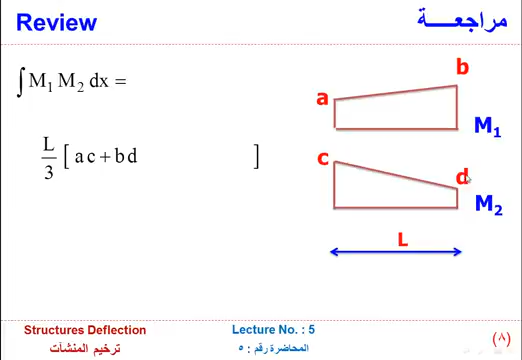 Review
مراجعــــة
∫M₁ M₂ dx =
L/3 [ a c + b d ]
a
b
M₁
c
d
M₂
L
Structures Deflection
ترخيم المنشآت
Lecture No. : 5
المحاضرة رقم : ٥
(٨)